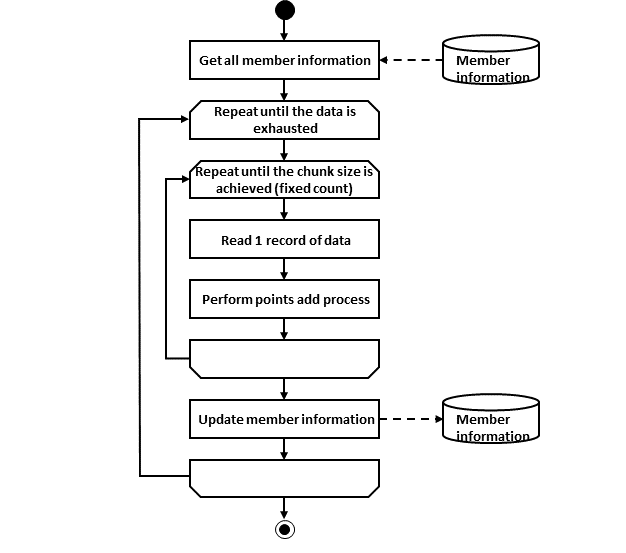 Get all member information
Member
information
Repeat until the data is
exhausted
Repeat until the chunk size is
achieved (fixed count)
Read 1 record of data
Perform points add process
Update member information
Member
information